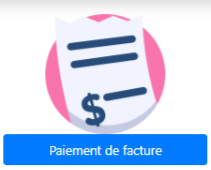 $
Paiement de facture